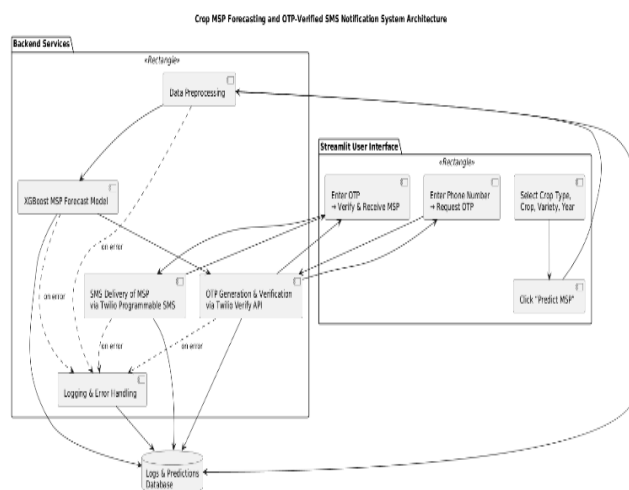 Crop MSP Forecasting and OTP-Verified SMS Notification System Architecture
Backend Services
«Rectangle»
Data Preprocessing
Streamlit User Interface
«Rectangle»
XGBoost MSP Forecast Model
Enter OTP
→ Verify & Receive MSP
Enter Phone Number
→ Request OTP
Select Crop Type,
Crop, Variety, Year
on error
on error
SMS Delivery of MSP
via Twilio Programmable SMS
OTP Generation & Verification
via Twilio Verify API
Click "Predict MSP"
on error
on error
Logging & Error Handling
Logs & Predictions
Database